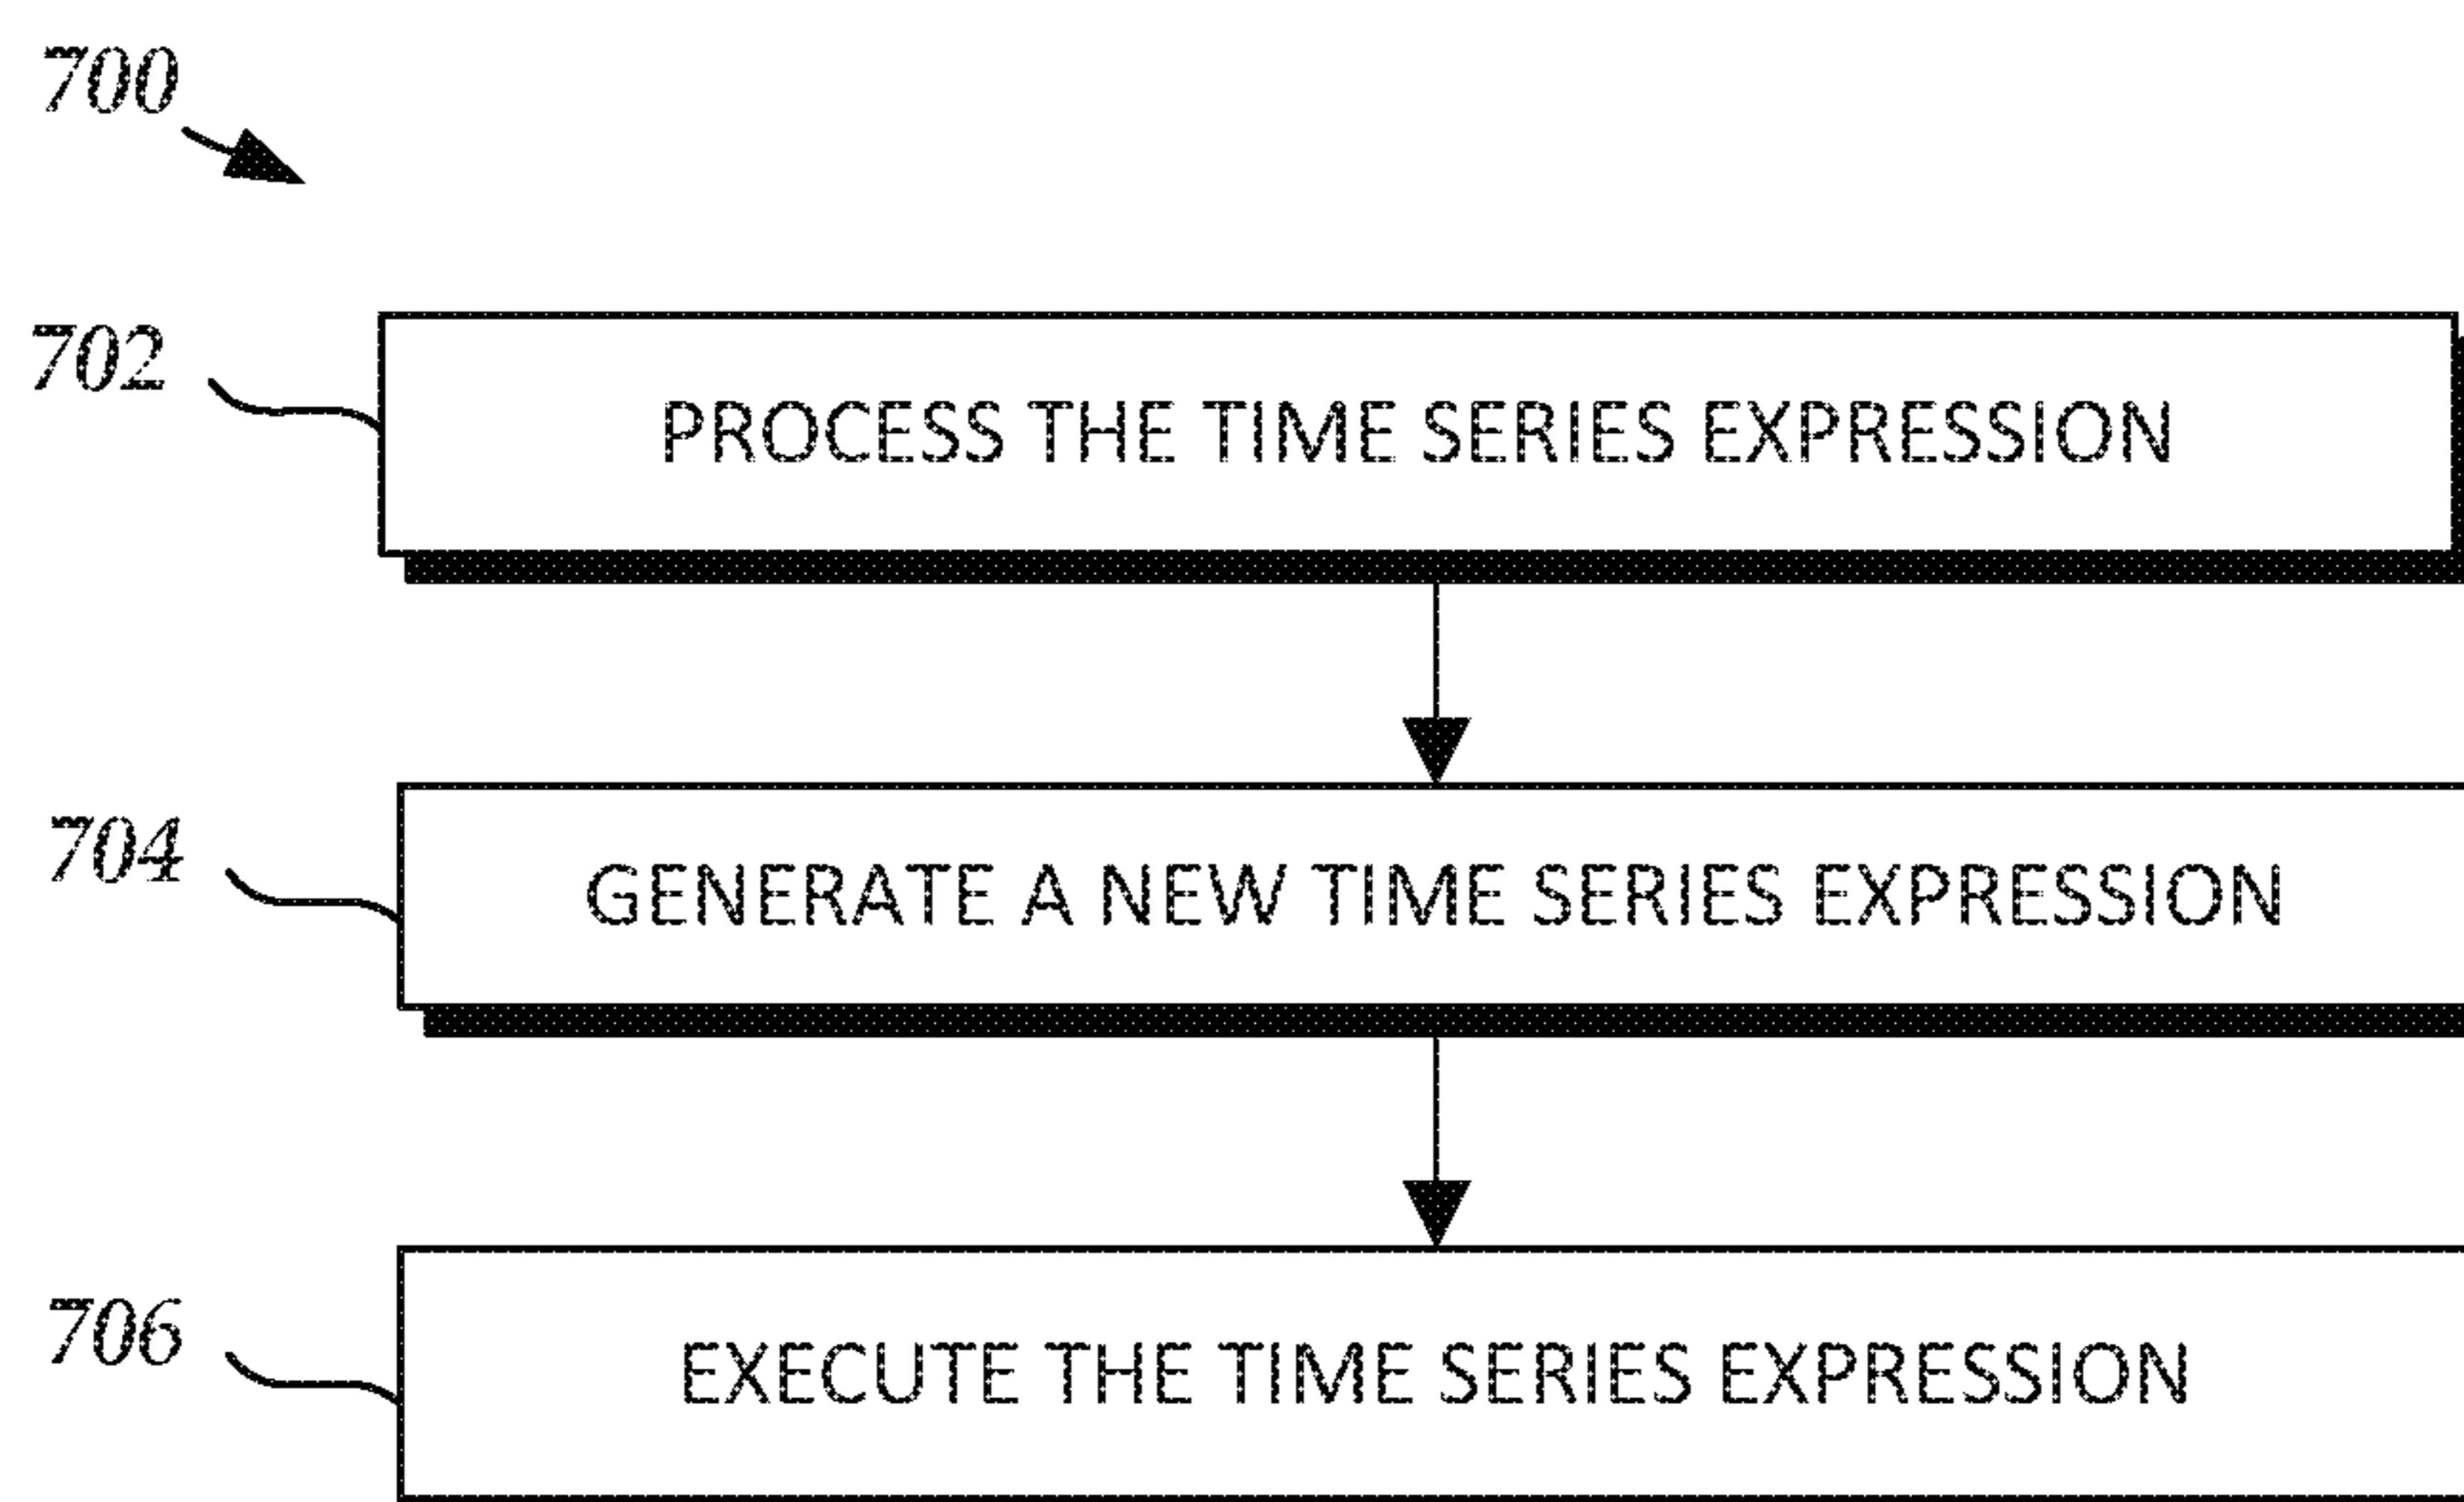 700
702
PROCESS THE TIME SERIES EXPRESSION
704
GENERATE A NEW TIME SERIES EXPRESSION
706
EXECUTE THE TIME SERIES EXPRESSION